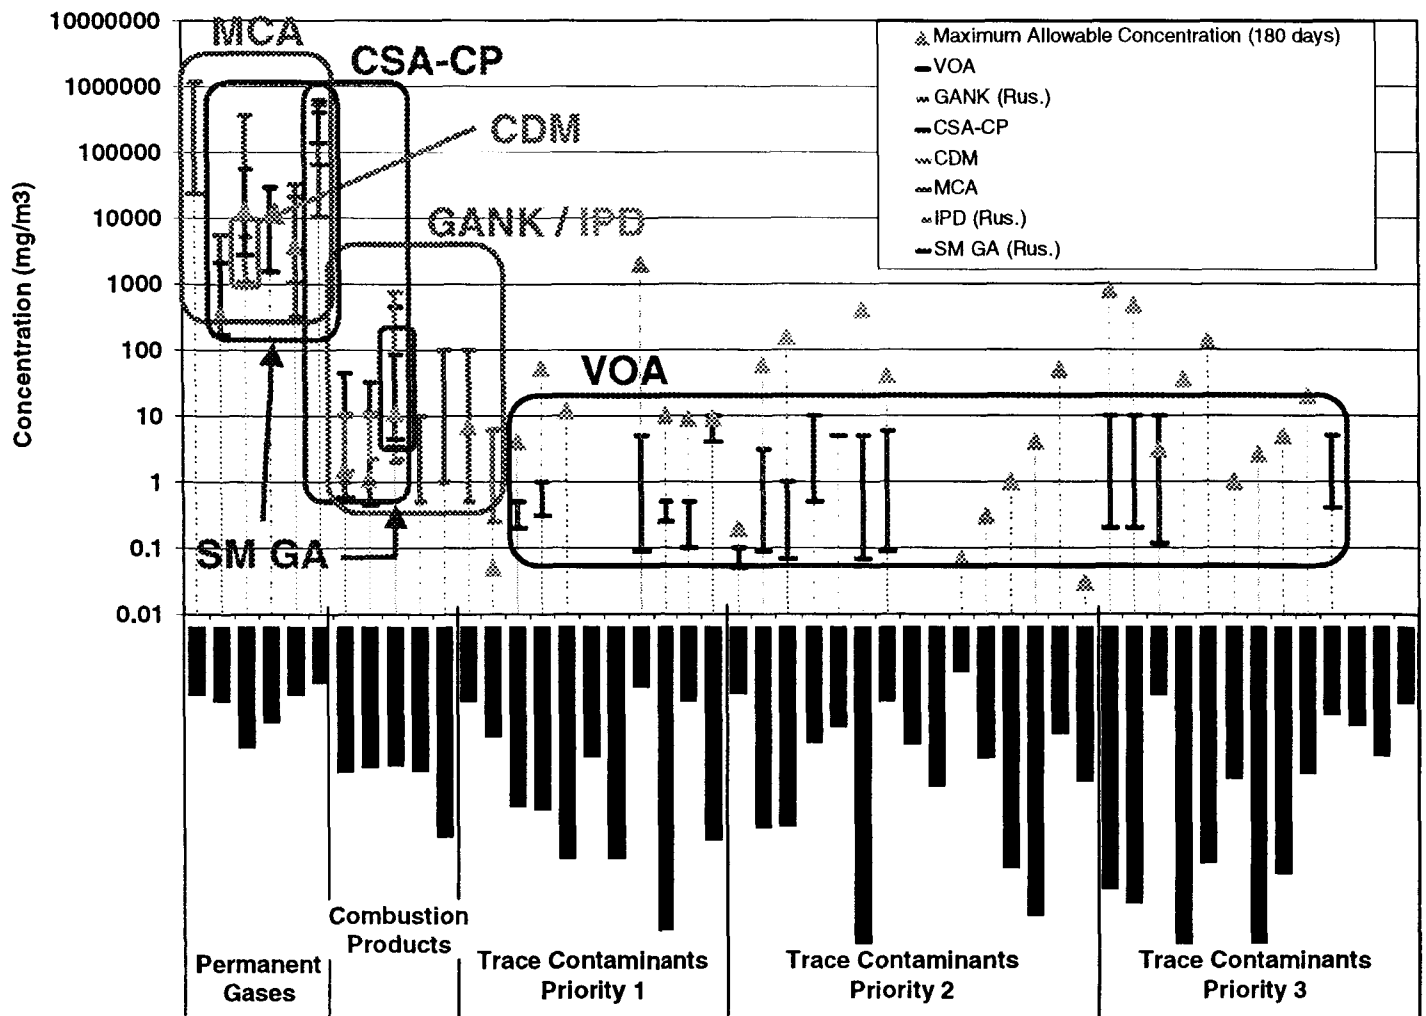 10000000
1000000
100000
10000
1000
100
10
1
0.1
0.01
Concentration (mg/m3)
MCA
CSA-CP
CDM
GANK / IPD
VOA
SM GA
Maximum Allowable Concentration (180 days)
VOA
GANK (Rus.)
CSA-CP
CDM
MCA
IPD (Rus.)
SM GA (Rus.)
Permanent
Gases
Combustion
Products
Trace Contaminants
Priority 1
Trace Contaminants
Priority 2
Trace Contaminants
Priority 3